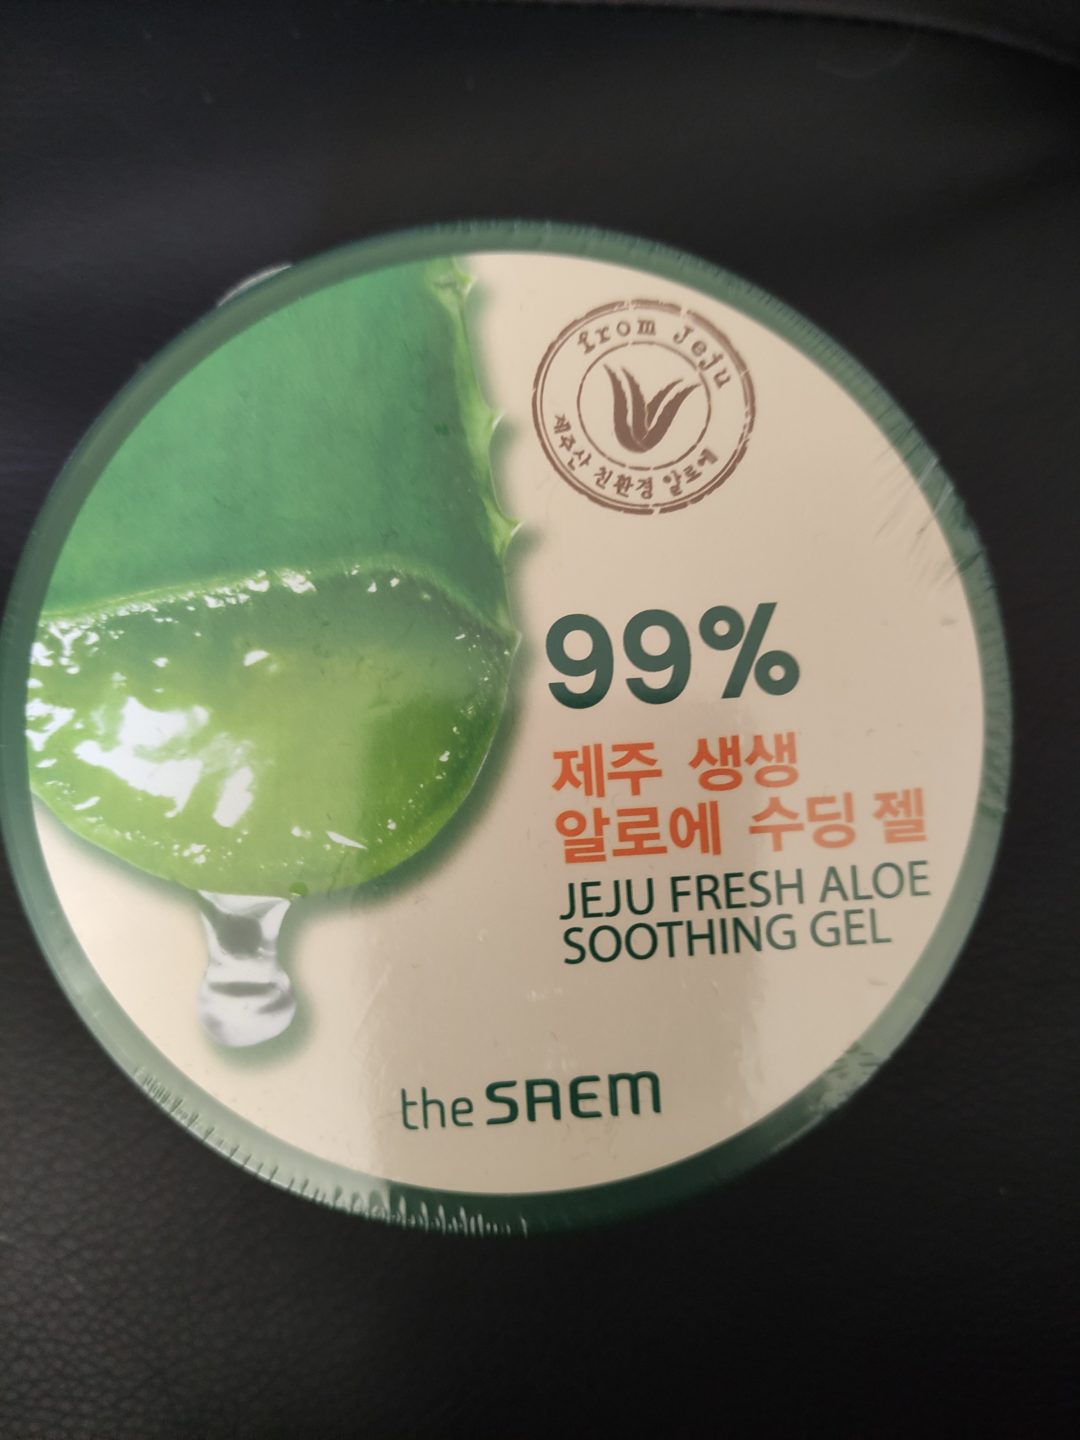 from Jeju
제주산 친환경 알로에
99%
제주 생생
알로에 수딩 젤
JEJU FRESH ALOE
SOOTHING GEL
the SAEM